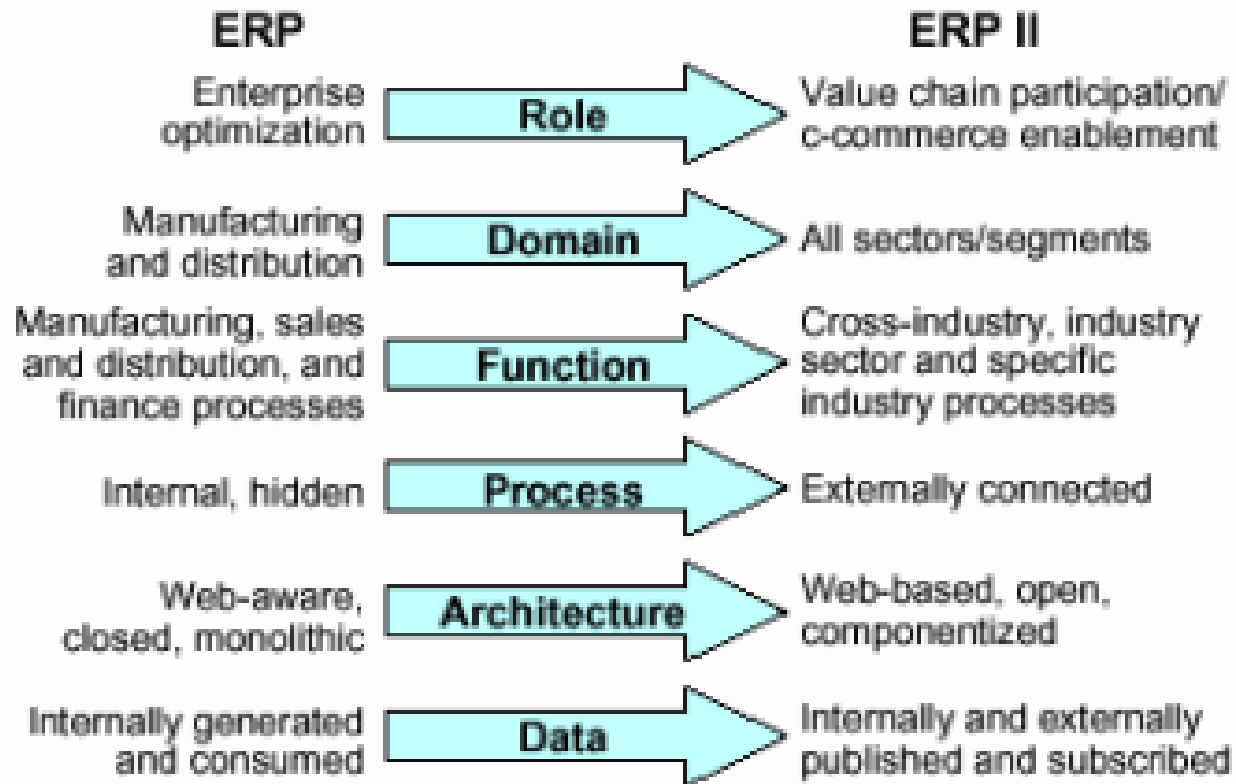 ERP
ERP II
Enterprise
optimization
Role
Value chain participation/
c-commerce enablement
Manufacturing
and distribution
Domain
All sectors/segments
Manufacturing, sales
and distribution, and
finance processes
Function
Cross-industry, industry
sector and specific
industry processes
Internal, hidden
Process
Externally connected
Web-aware,
closed, monolithic
Architecture
Web-based, open,
componentized
Internally generated
and consumed
Data
Internally and externally
published and subscribed